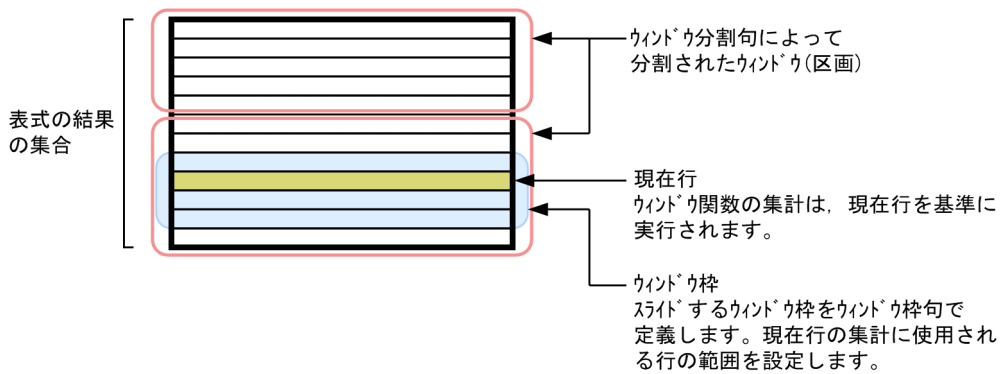 表式の結果
の集合
ｳｨﾝﾄﾞｳ分割句によって
分割されたｳｨﾝﾄﾞｳ(区画)
現在行
ｳｨﾝﾄﾞｳ関数の集計は，現在行を基準に
実行されます。
ｳｨﾝﾄﾞｳ枠
ｽﾗｲﾄﾞするｳｨﾝﾄﾞｳ枠をｳｨﾝﾄﾞｳ枠句で
定義します。現在行の集計に使用され
る行の範囲を設定します。